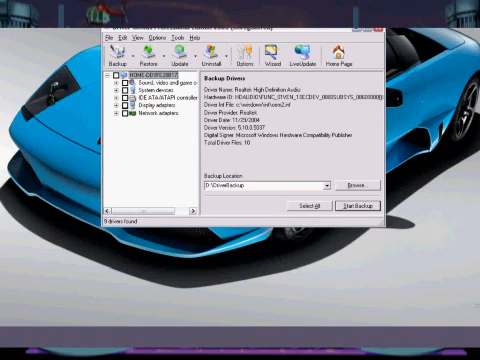 File Edit View Options Tools Help
Backup Restore Update Uninstall Options Wizard LiveUpdate Home Page
Sound, video and game c
System devices
IDE ATA/ATAPI controller
Display adapters
Network adapters
Backup Drivers
Driver Name: Realtek High Definition Audio
Driver Inf File: c:\windows\inf\oem2.inf
Driver Provider: Realtek
Driver Date: 11/23/2004
Driver Version: 5.10.0.5037
Digital Signer: Microsoft Windows Hardware Compatibility Publisher
Total Driver Files: 10
Backup Location
D:\DriverBackup
Browse...
Select All Start Backup
9 drivers found